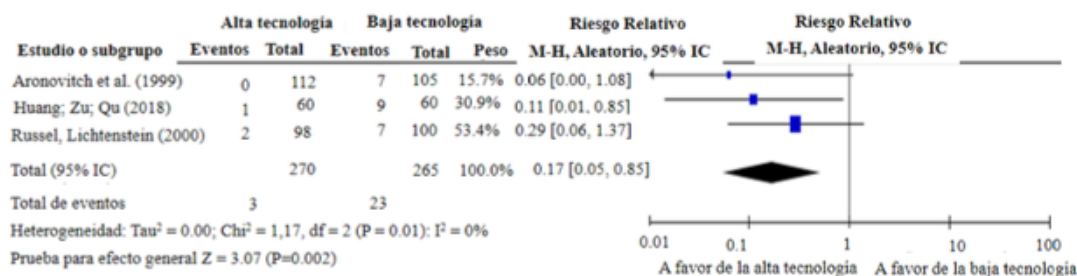 Alta tecnología Baja tecnología Riesgo Relativo Riesgo Relativo
Estudio o subgrupo Eventos Total Eventos Total Peso M-H, Aleatorio, 95% IC M-H, Aleatorio, 95% IC
Aronovitch et al. (1999) 0 112 7 105 15.7% 0.06 [0.00, 1.08]
Huang; Zu; Qu (2018) 1 60 9 60 30.9% 0.11 [0.01, 0.85]
Russel, Lichtenstein (2000) 2 98 7 100 53.4% 0.29 [0.06, 1.37]
Total (95% IC) 270 265 100.0% 0.17 [0.05, 0.85]
Total de eventos 3 23
Heterogeneidad: Tau² = 0.00; Chi² = 1,17, df = 2 (P = 0.01): I² = 0%
Prueba para efecto general Z = 3.07 (P=0.002)
0.01 0.1 1 10 100
A favor de la alta tecnología A favor de la baja tecnología